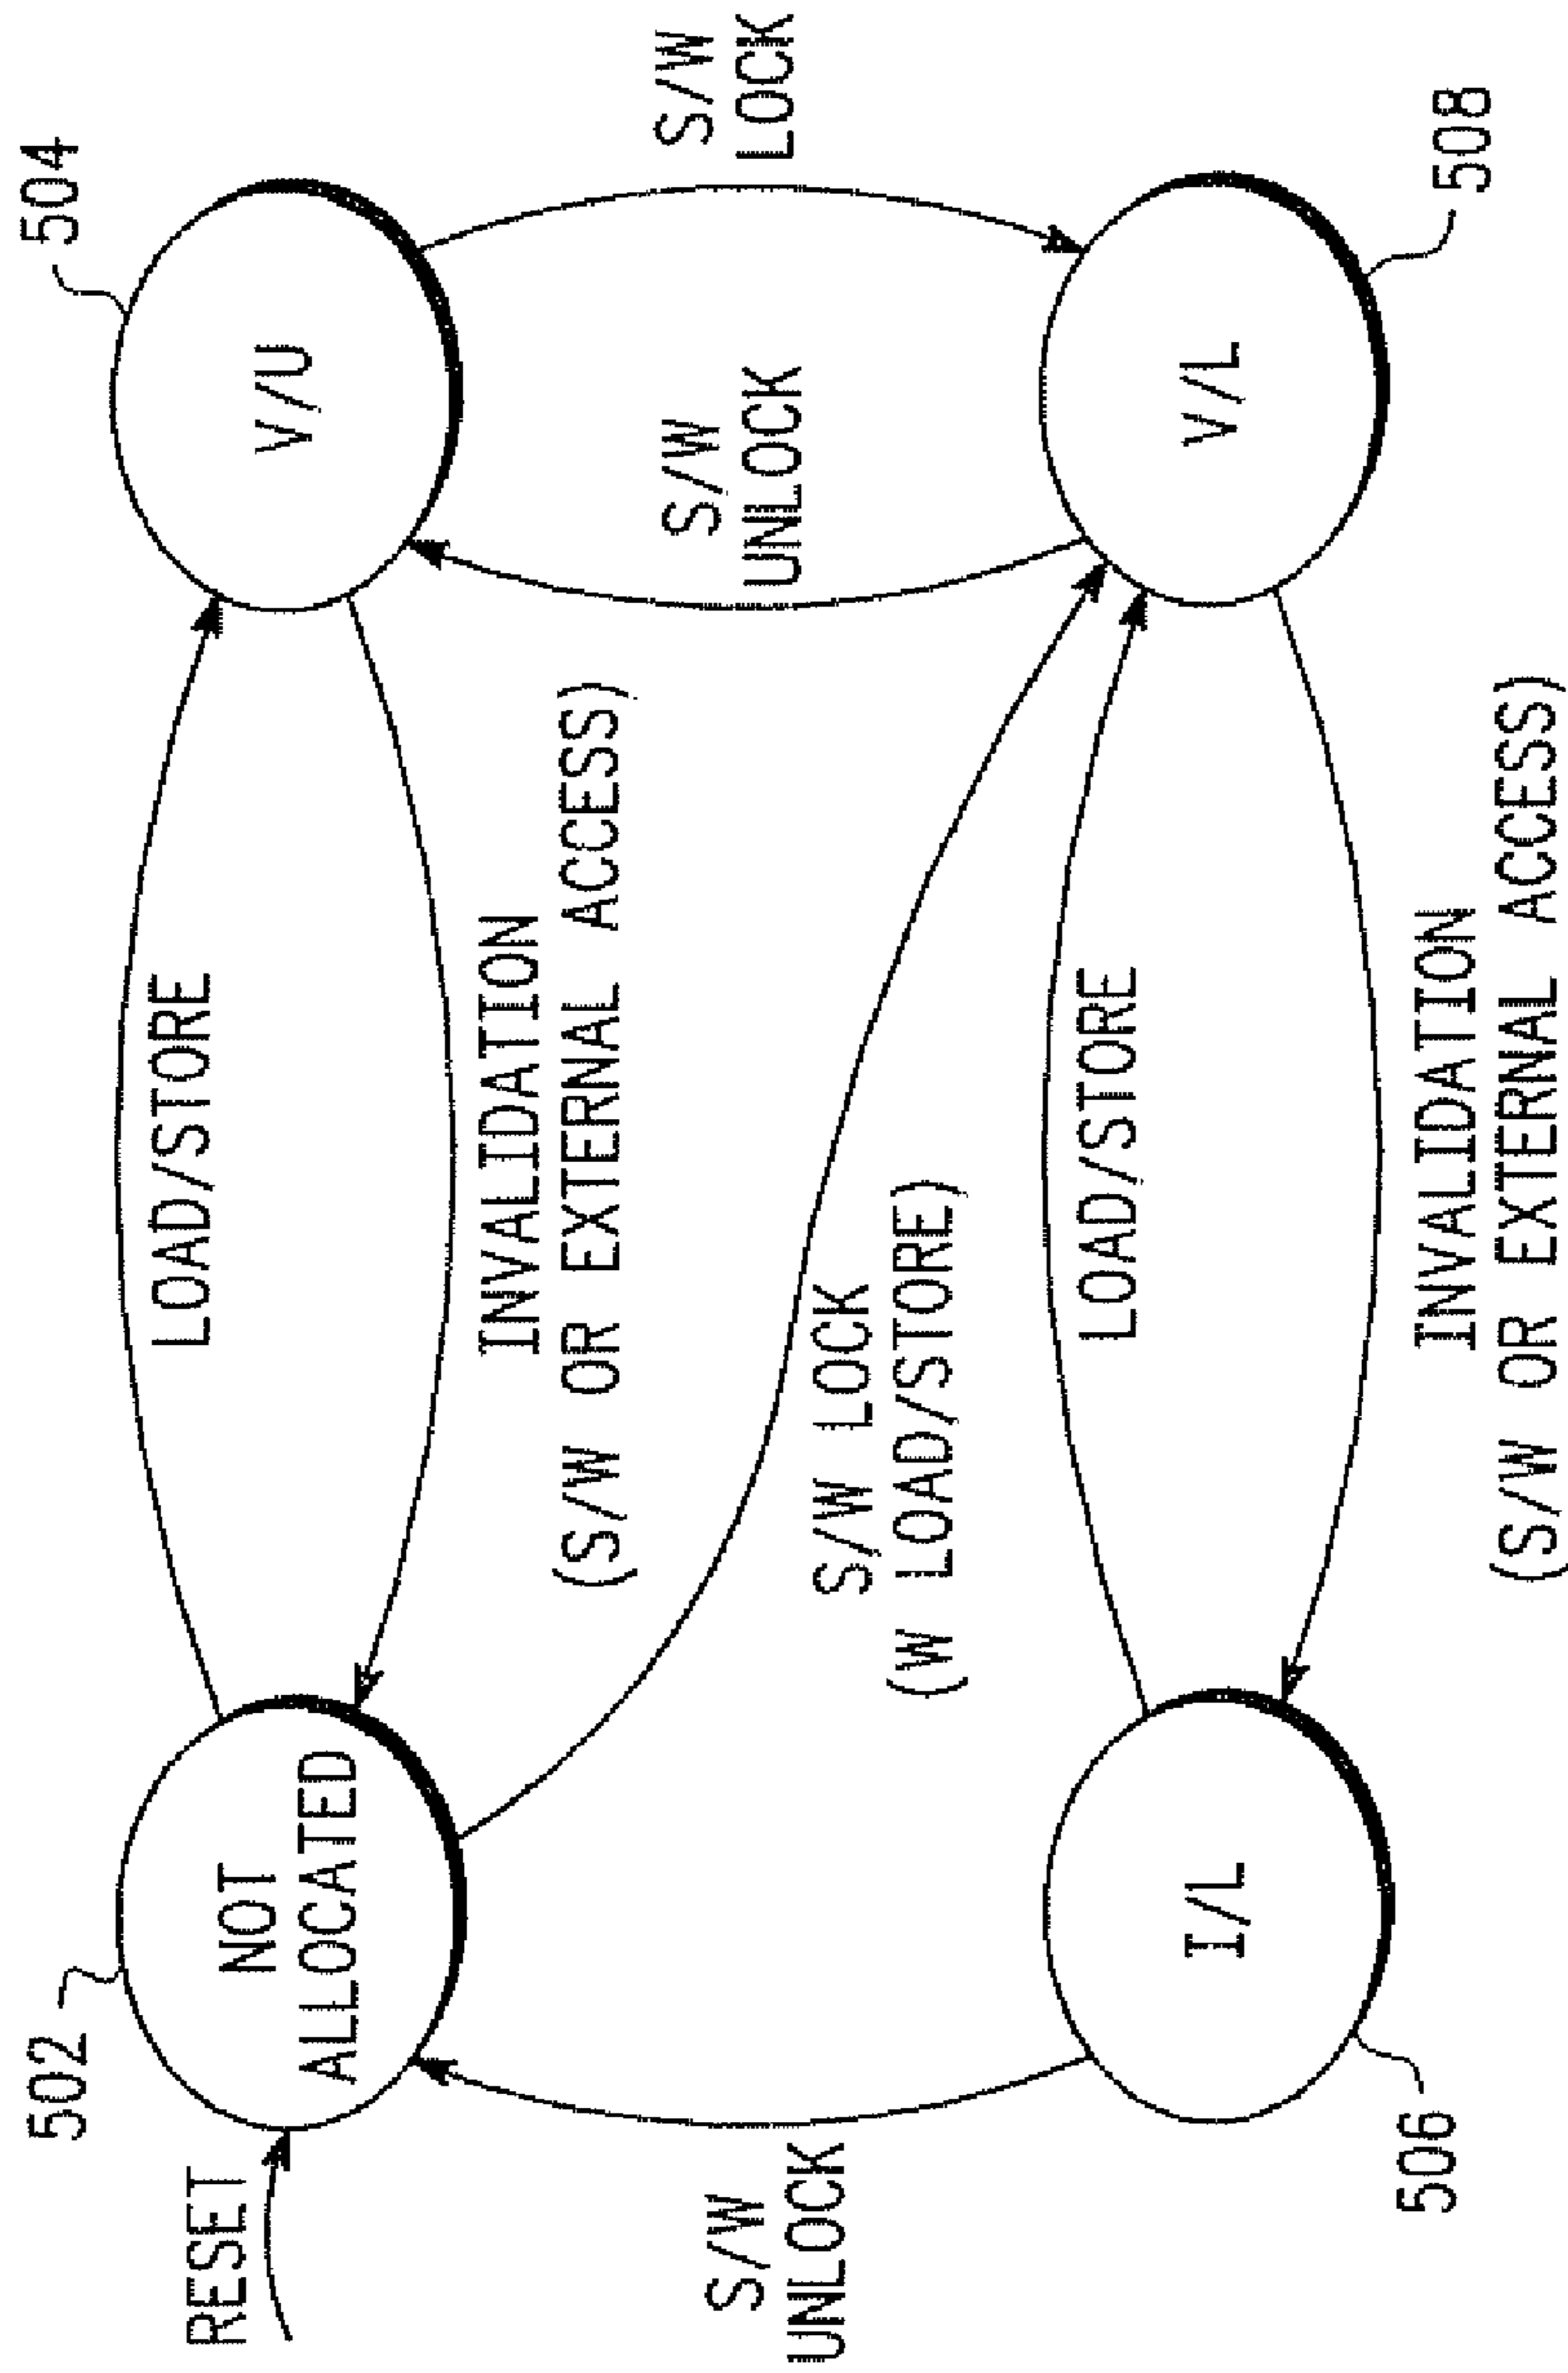 502
504
RESET
NOT
ALLOCATED
LOAD/STORE
V/U
INVALIDATION
(S/W OR EXTERNAL ACCESS)
S/W
UNLOCK
S/W LOCK
(W LOAD/STORE)
S/W
UNLOCK
S/W
LOCK
I/L
LOAD/STORE
V/L
INVALIDATION
(S/W OR EXTERNAL ACCESS)
506
508